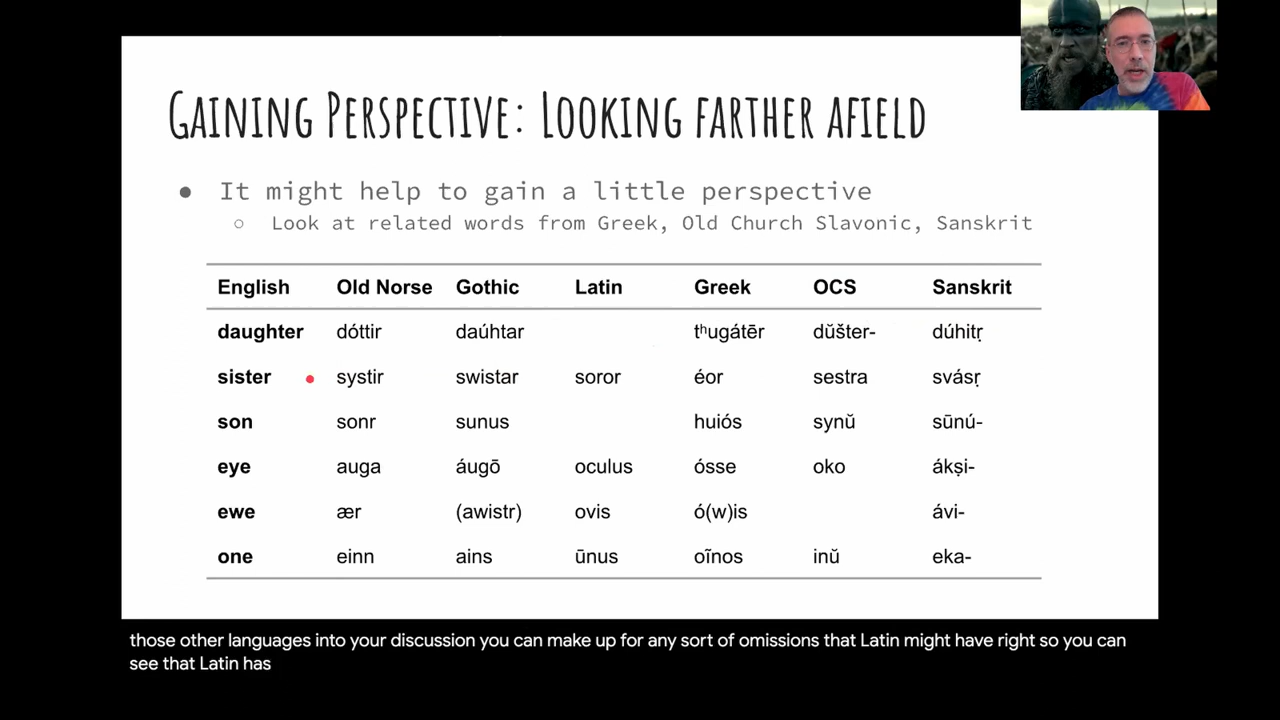 GAINING PERSPECTIVE: LOOKING FARTHER AFIELD
● It might help to gain a little perspective
○ Look at related words from Greek, Old Church Slavonic, Sanskrit
English Old Norse Gothic Latin Greek OCS Sanskrit
daughter dóttir daúhtar tʰugátēr dŭšter- dúhitṛ
sister systir swistar soror éor sestra svásṛ
son sonr sunus huiós synŭ sūnú-
eye auga áugō oculus ósse oko ákṣi-
ewe ær (awistr) ovis ó(w)is ávi-
one einn ains ūnus oĩnos inŭ eka-
those other languages into your discussion you can make up for any sort of omissions that Latin might have right so you can
see that Latin has